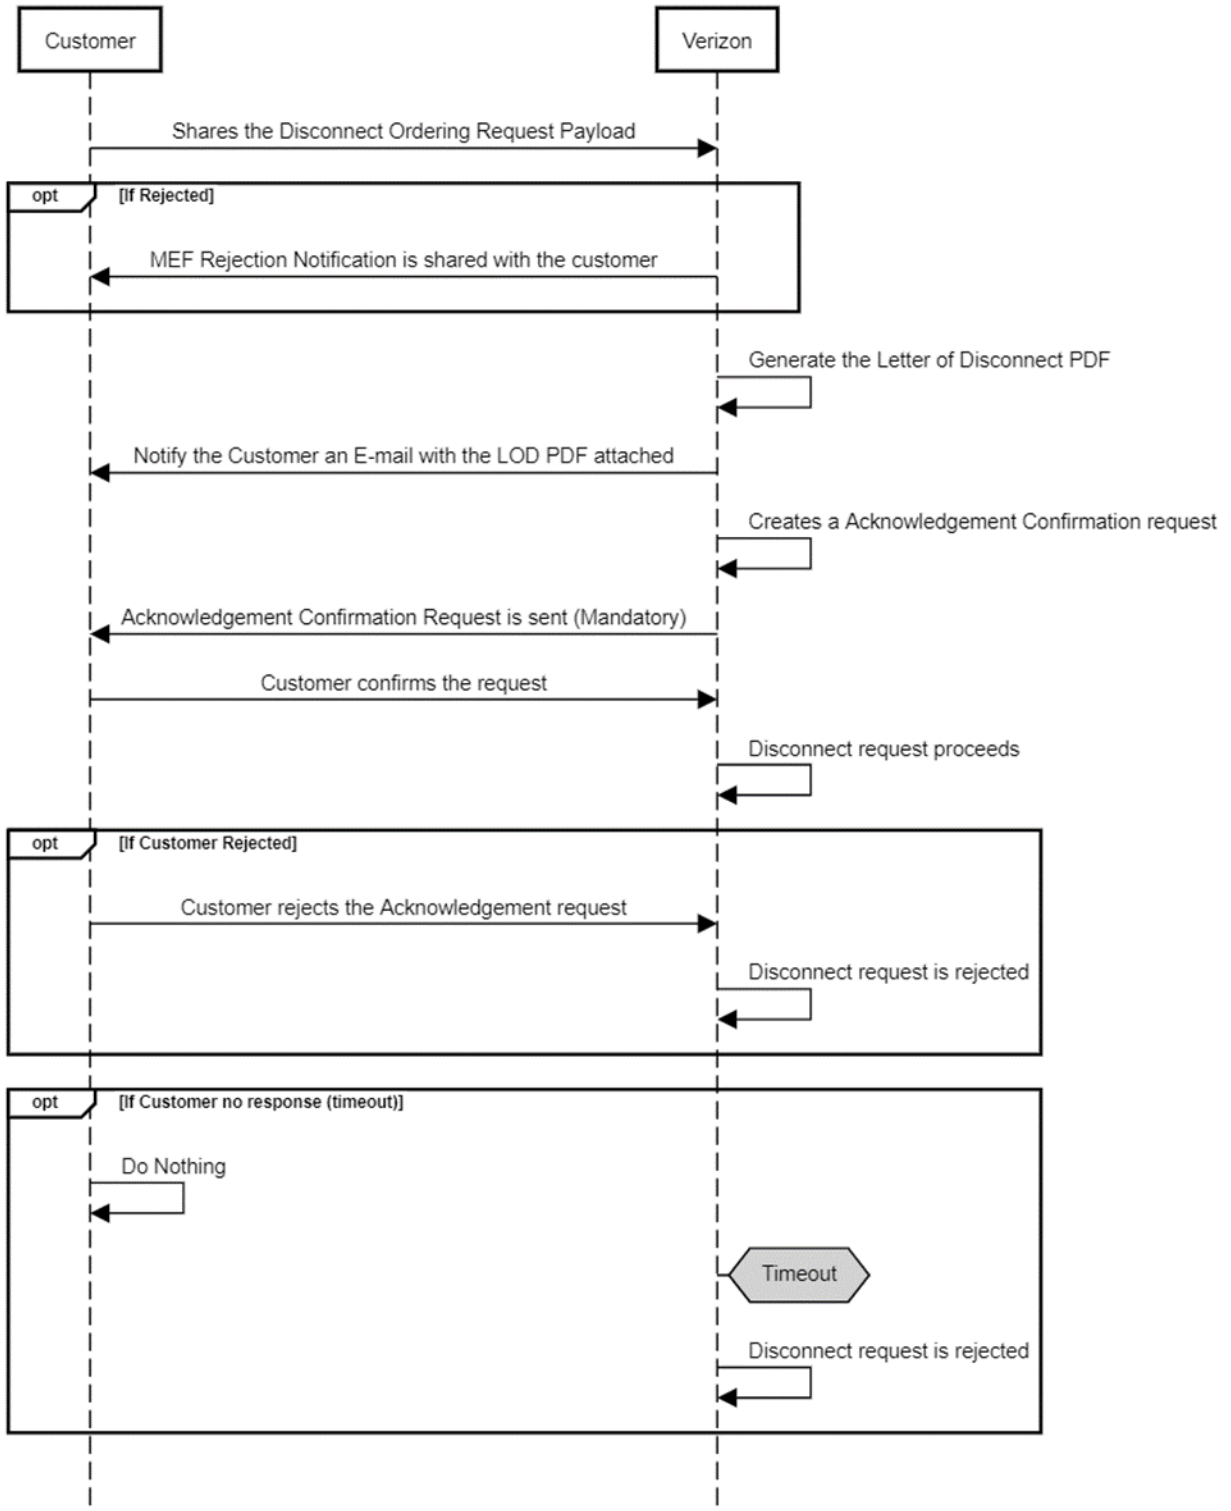 Customer
Verizon
Shares the Disconnect Ordering Request Payload
opt
[If Rejected]
MEF Rejection Notification is shared with the customer
Generate the Letter of Disconnect PDF
Notify the Customer an E-mail with the LOD PDF attached
Creates a Acknowledgement Confirmation request
Acknowledgement Confirmation Request is sent (Mandatory)
Customer confirms the request
Disconnect request proceeds
opt
[If Customer Rejected]
Customer rejects the Acknowledgement request
Disconnect request is rejected
opt
[If Customer no response (timeout)]
Do Nothing
Timeout
Disconnect request is rejected